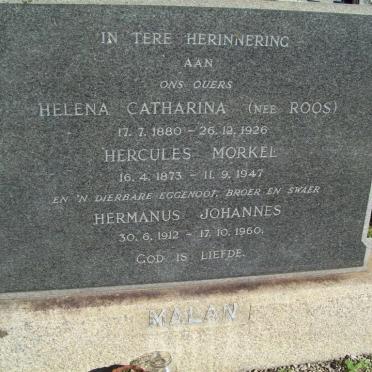 IN TERE HERINNERING
AAN
ONS OUERS
HELENA CATHARINA (NEE ROOS)
17. 7. 1880 - 26. 12. 1926
HERCULES MORKEL
16. 4. 1873 - 11. 9. 1947
EN 'N DIERBARE EGGENOOT, BROER EN SWAER
HERMANUS JOHANNES
30. 6. 1912 - 17. 10. 1960.
GOD IS LIEFDE.
MALAN